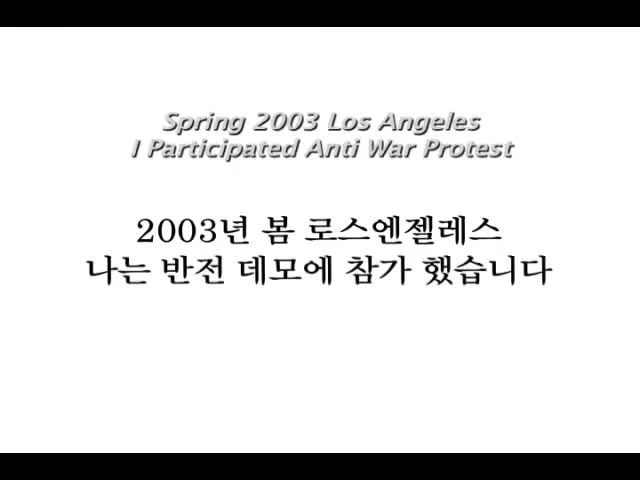 Spring 2003 Los Angeles
I Participated Anti War Protest
2003년 봄 로스엔젤레스
나는 반전 데모에 참가 했습니다